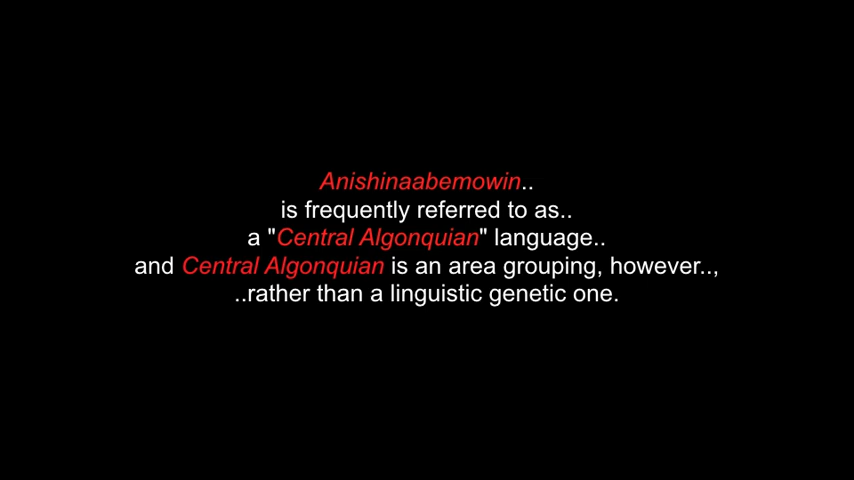 Anishinaabemowin..
is frequently referred to as..
a "Central Algonquian" language..
and Central Algonquian is an area grouping, however..,
..rather than a linguistic genetic one.